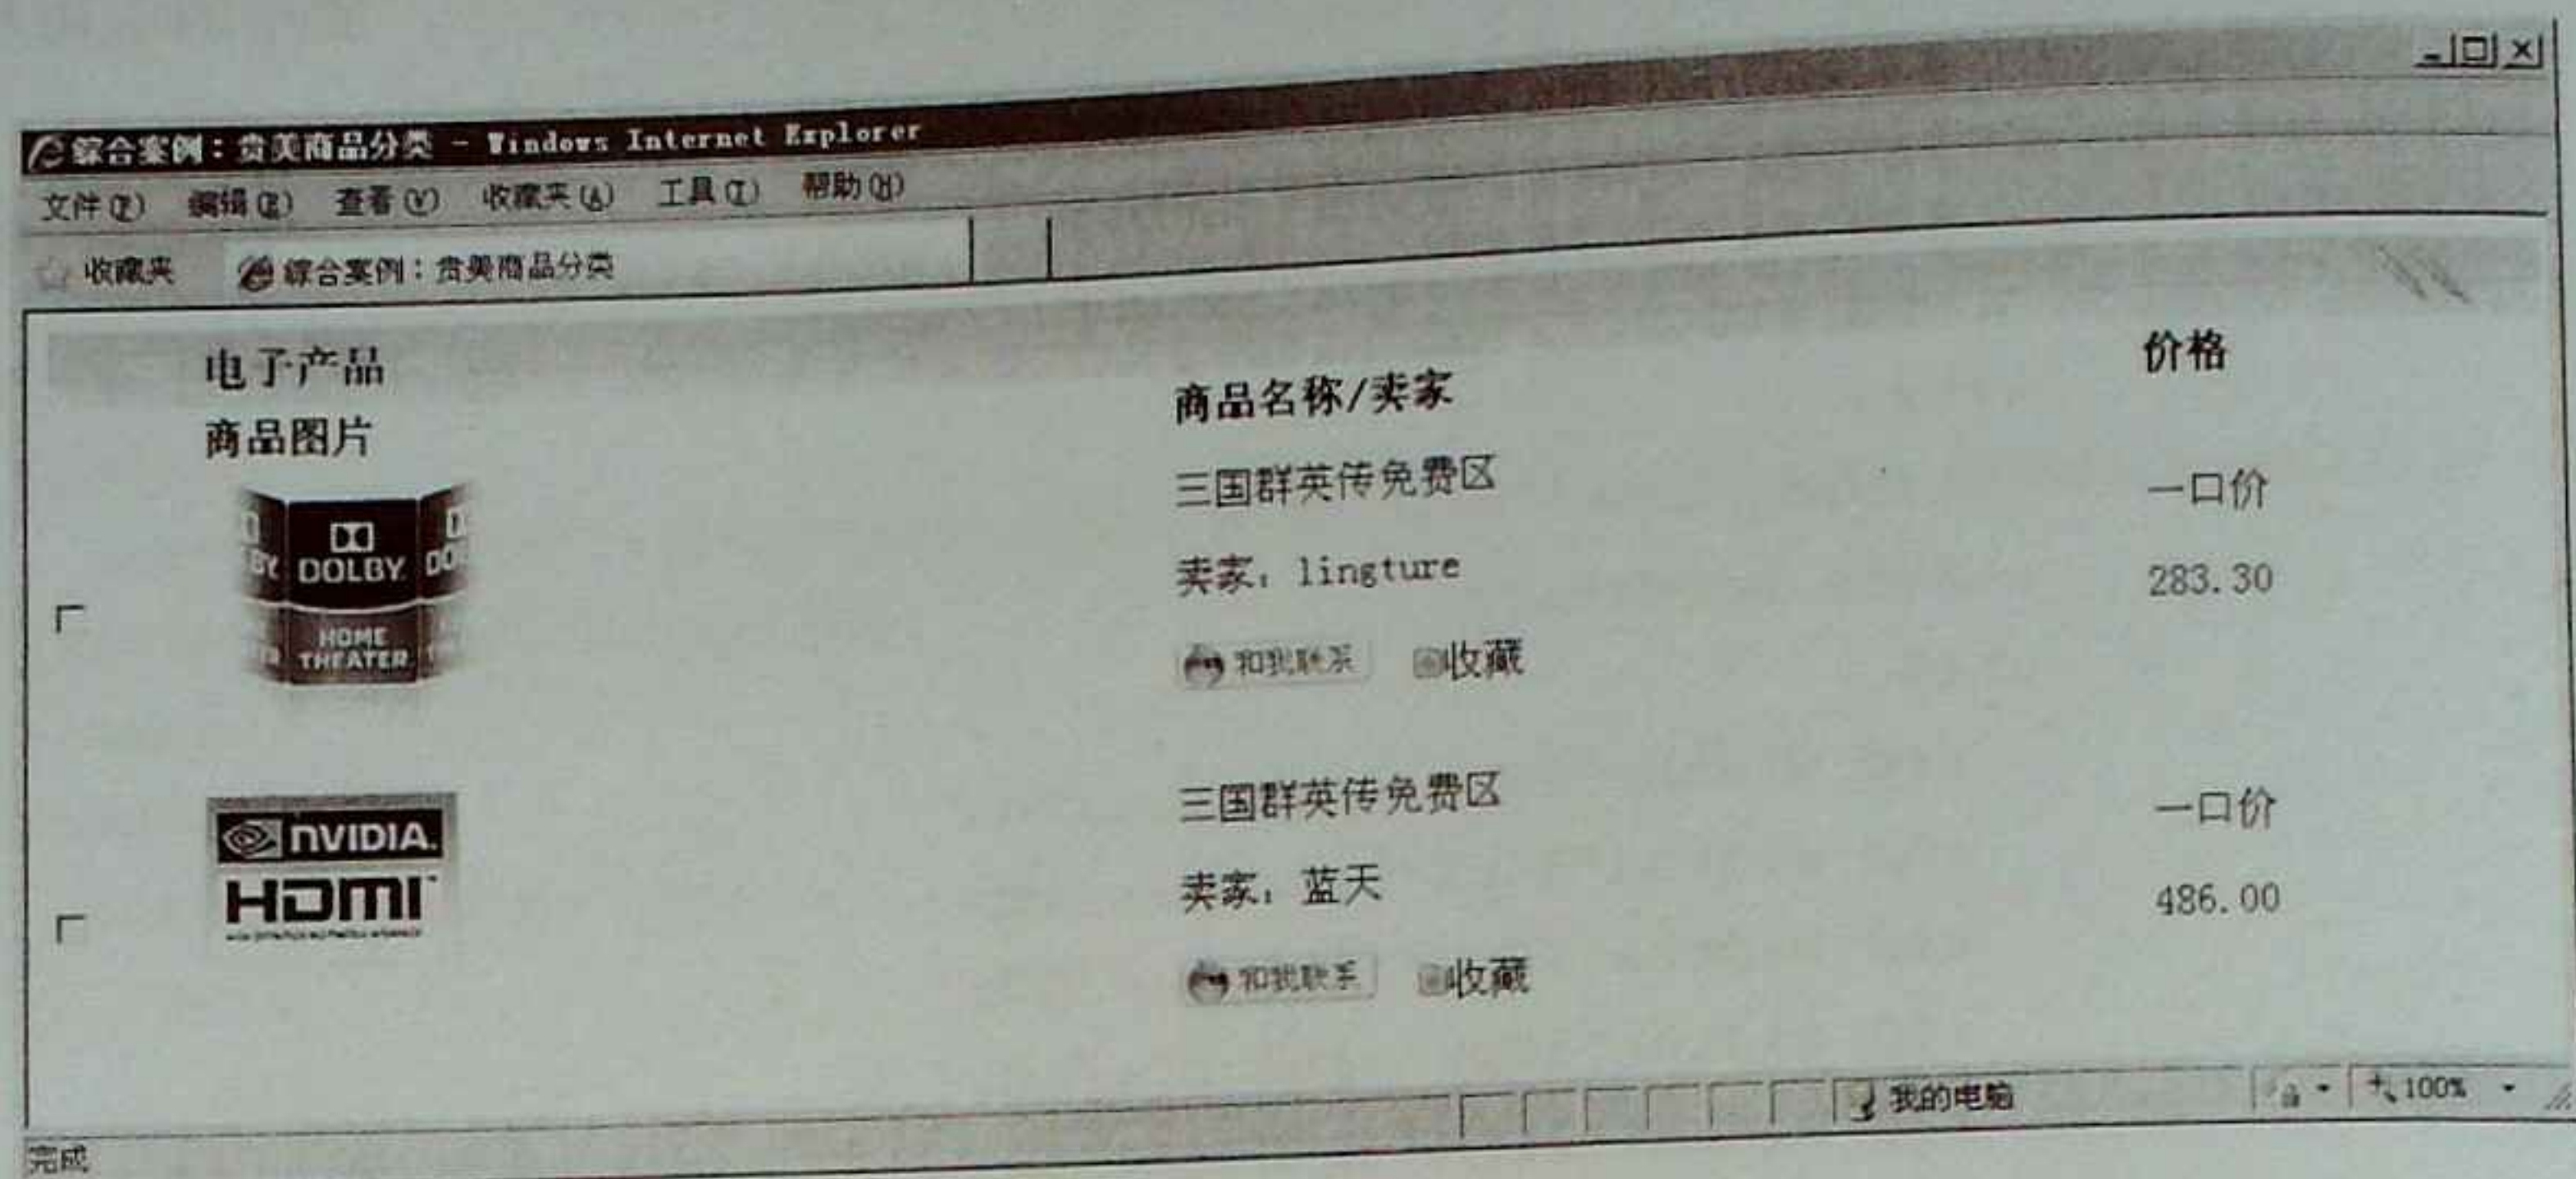 综合案例：贵美商品分类 - Windows Internet Explorer
文件(F) 编辑(E) 查看(V) 收藏夹(A) 工具(T) 帮助(H)
收藏夹 综合案例：贵美商品分类
电子产品
商品图片 商品名称/卖家 价格
DOLBY
HOME
THEATER
三国群英传免费区 一口价
卖家：lingture 283.30
和我联系 收藏
NVIDIA.
HDMI
三国群英传免费区 一口价
卖家：蓝天 486.00
和我联系 收藏
完成 我的电脑 100%